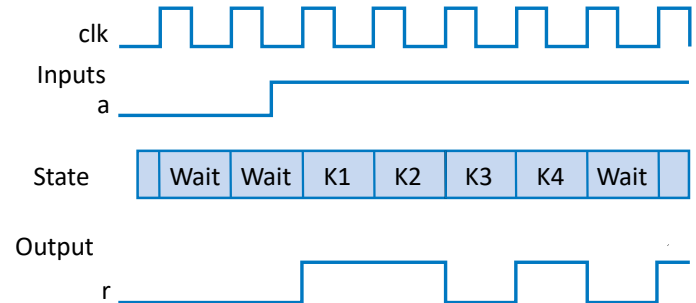 clk
Inputs
a
State Wait Wait K1 K2 K3 K4 Wait
Output
r